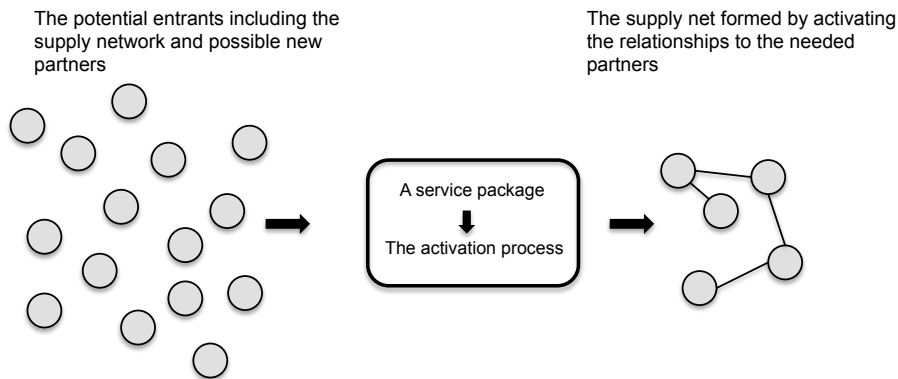 The potential entrants including the
supply network and possible new
partners
The supply net formed by activating
the relationships to the needed
partners
A service package
The activation process